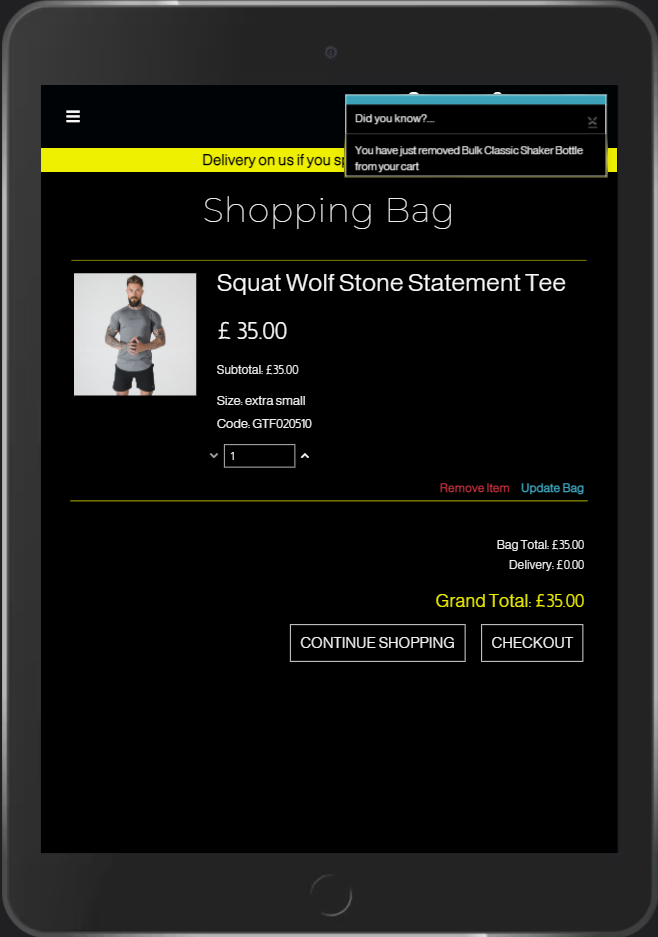 Did you know?....
You have just removed Bulk Classic Shaker Bottle
from your cart
Delivery on us if you
Shopping Bag
Squat Wolf Stone Statement Tee
£ 35.00
Subtotal: £35.00
Size: extra small
Code: GTF020510
1
Remove Item Update Bag
Bag Total: £35.00
Delivery: £0.00
Grand Total: £35.00
CONTINUE SHOPPING CHECKOUT